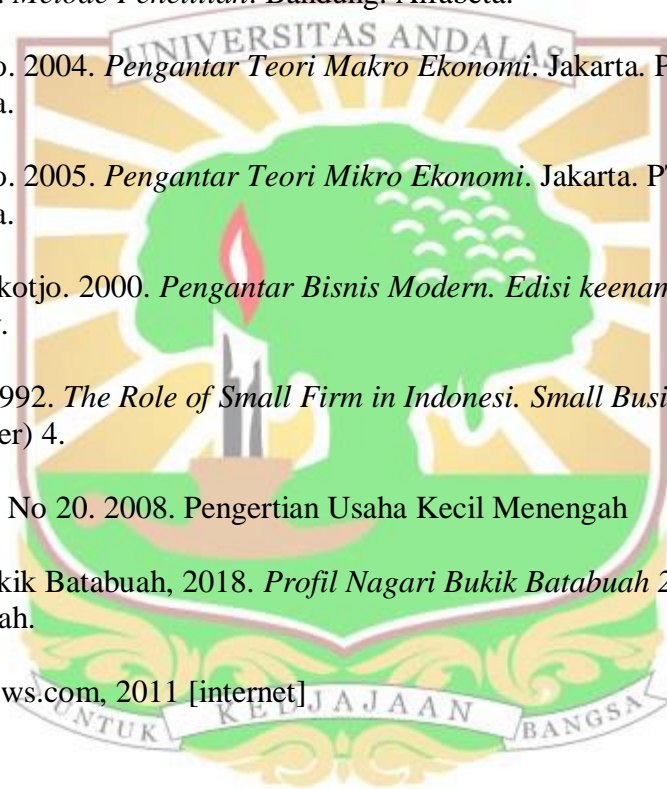 . Metode Penelitian. Bandung. Alfabeta.
UNIVERSITAS ANDALAS
o. 2004. Pengantar Teori Makro Ekonomi. Jakarta. P
a.
o. 2005. Pengantar Teori Mikro Ekonomi. Jakarta. PT
a.
kotjo. 2000. Pengantar Bisnis Modern. Edisi keenam
.
992. The Role of Small Firm in Indonesi. Small Busi
er) 4.
No 20. 2008. Pengertian Usaha Kecil Menengah
kik Batabuah, 2018. Profil Nagari Bukik Batabuah 2
ah.
ws.com, 2011 [internet]
UNTUK KEDJAJAAN BANGSA